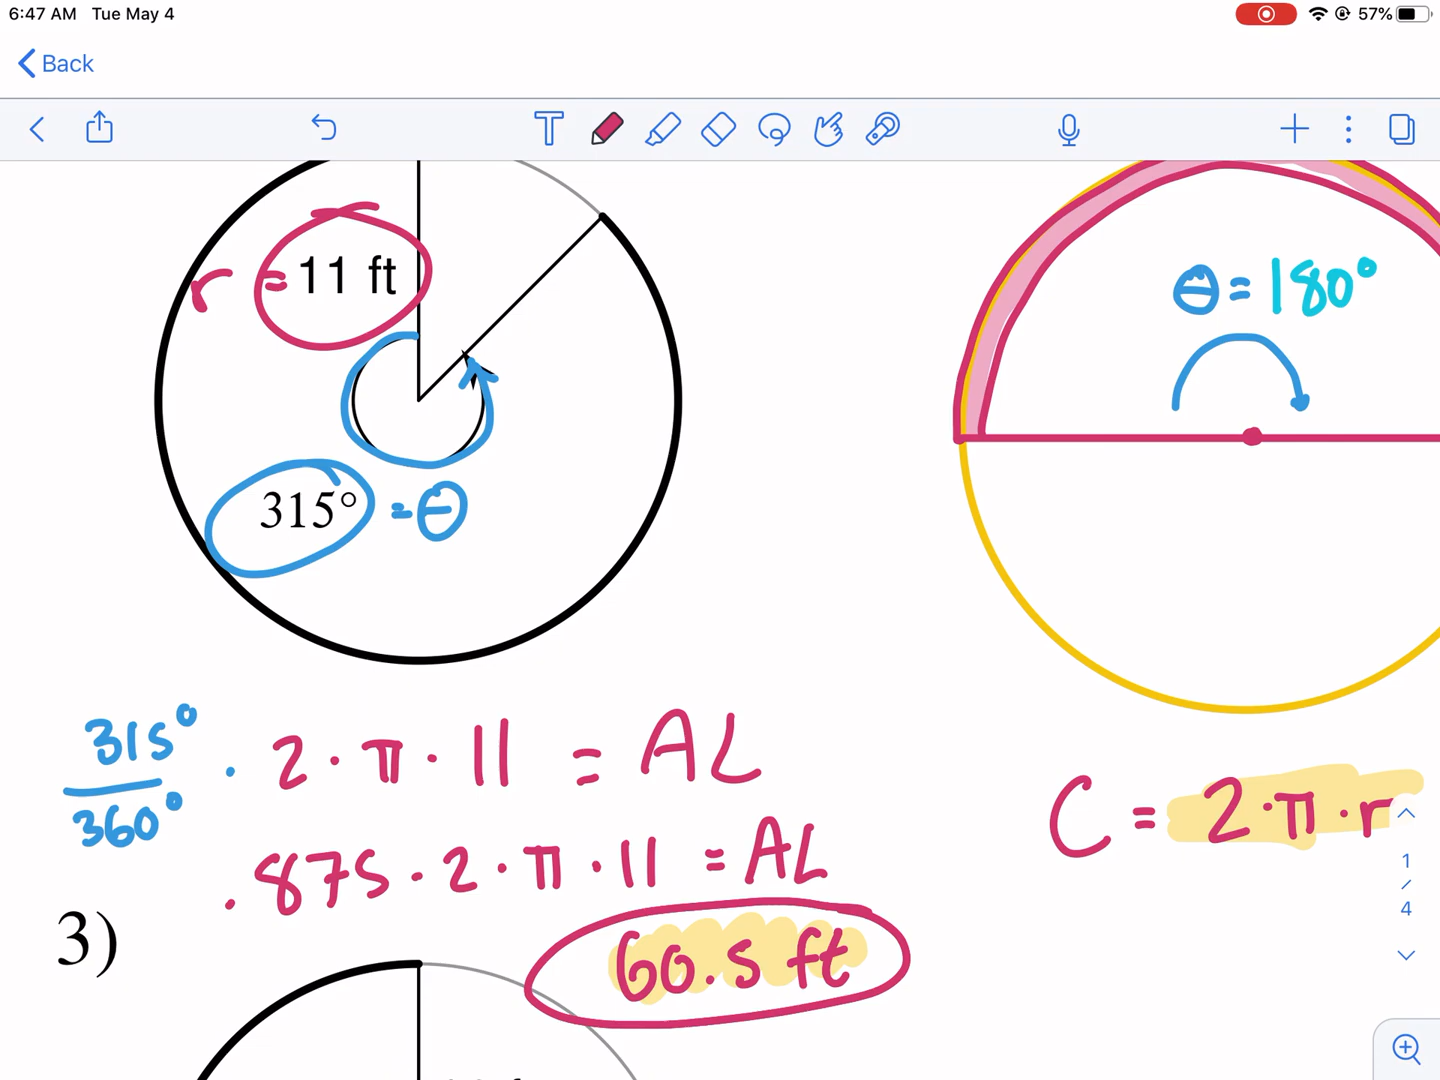 6:47 AM Tue May 4
57%
Back
T
r = 11 ft
θ = 180°
315° = θ
315°/360° · 2 · π · 11 = AL
C = 2 · π · r
.875 · 2 · π · 11 = AL
1/4
3)
60.5 ft